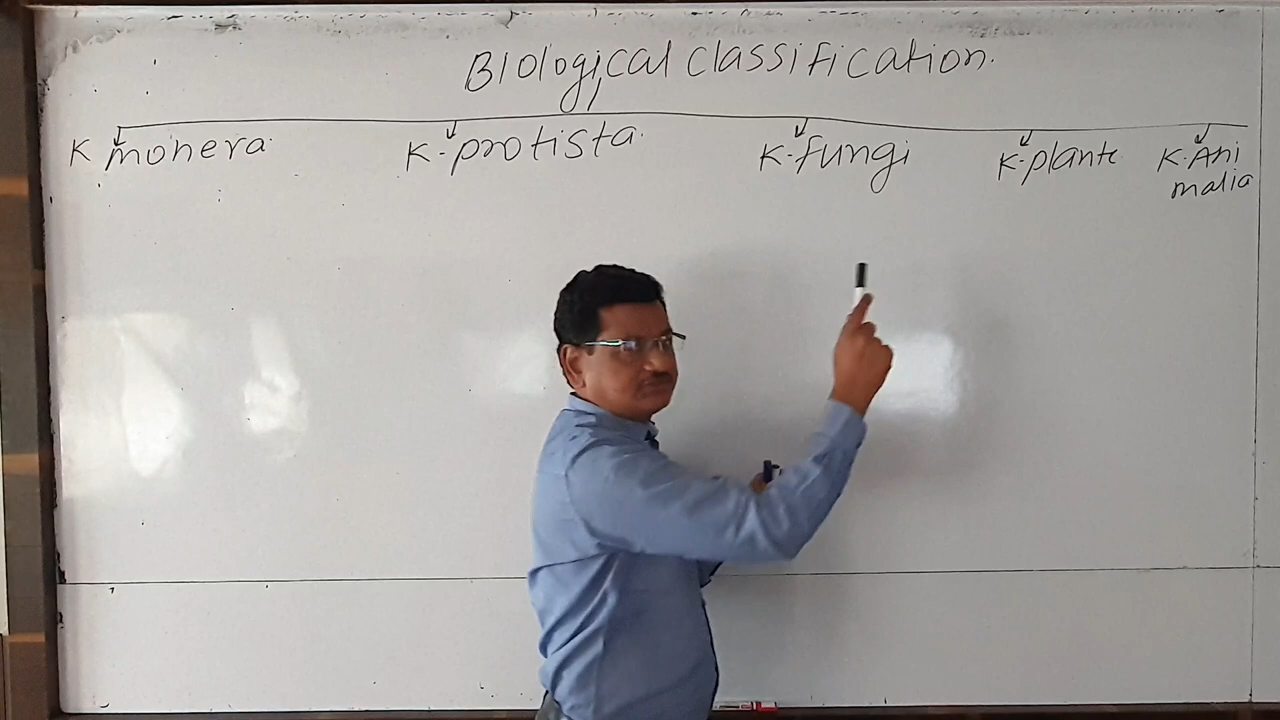 Biological classification.
K monera.
K-protista.
K-fungi
K-plante
K-Ani
malia